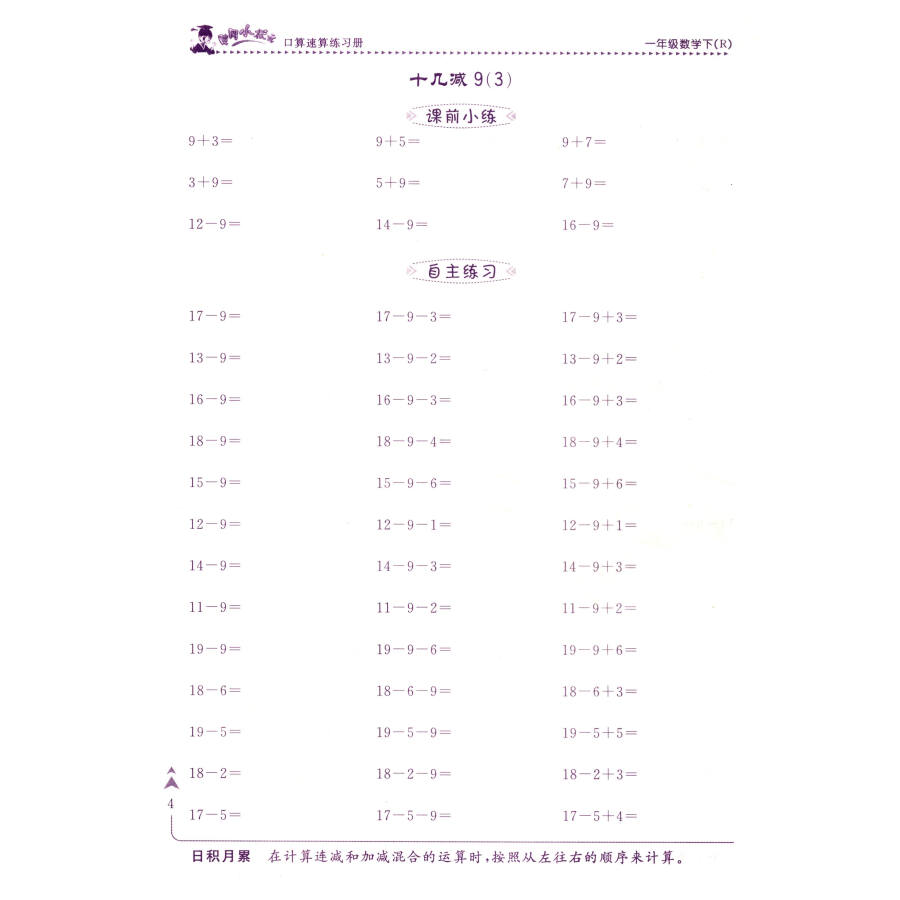 黄冈小状元 口算速算练习册 一年级数学下(R)
十几减9(3)
课前小练
9+3= 9+5= 9+7=
3+9= 5+9= 7+9=
12-9= 14-9= 16-9=
自主练习
17-9= 17-9-3= 17-9+3=
13-9= 13-9-2= 13-9+2=
16-9= 16-9-3= 16-9+3=
18-9= 18-9-4= 18-9+4=
15-9= 15-9-6= 15-9+6=
12-9= 12-9-1= 12-9+1=
14-9= 14-9-3= 14-9+3=
11-9= 11-9-2= 11-9+2=
19-9= 19-9-6= 19-9+6=
18-6= 18-6-9= 18-6+3=
19-5= 19-5-9= 19-5+5=
18-2= 18-2-9= 18-2+3=
4
17-5= 17-5-9= 17-5+4=
日积月累 在计算连减和加减混合的运算时,按照从左往右的顺序来计算。